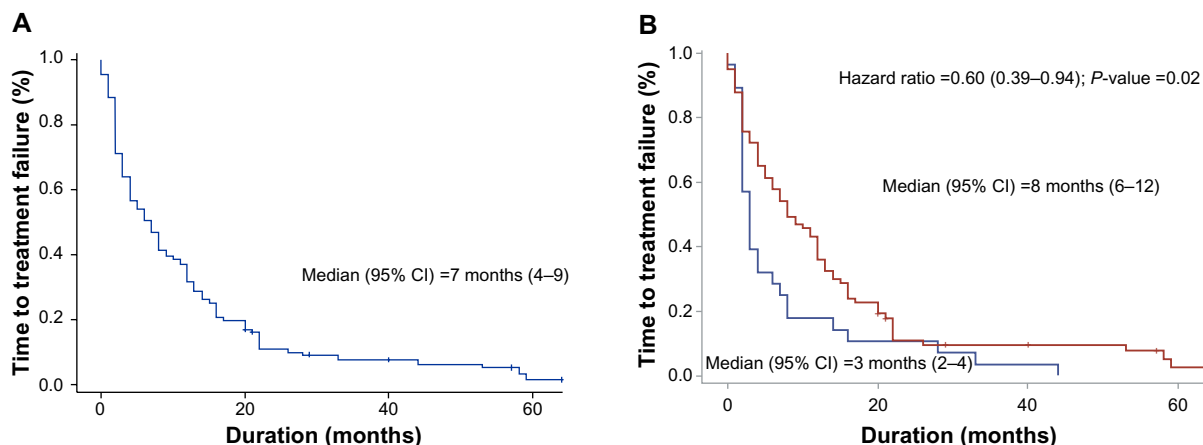 A
Time to treatment failure (%)
1.0
0.8
0.6
0.4
0.2
0.0
Median (95% CI) =7 months (4–9)
0
20
40
60
Duration (months)
B
Time to treatment failure (%)
1.0
0.8
0.6
0.4
0.2
0.0
Hazard ratio =0.60 (0.39–0.94); P-value =0.02
Median (95% CI) =8 months (6–12)
Median (95% CI) =3 months (2–4)
0
20
40
60
Duration (months)